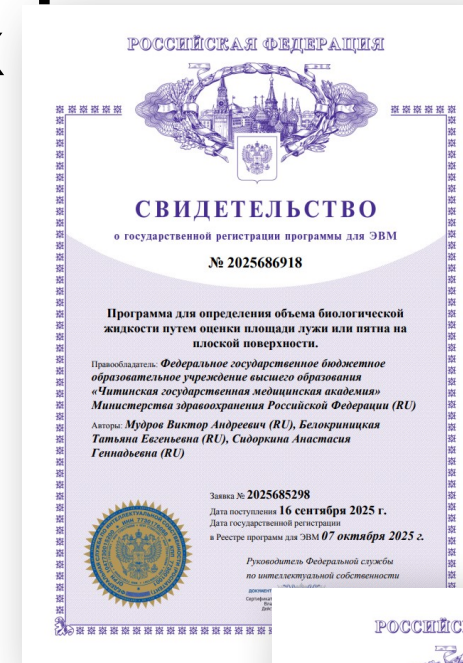 РОССИЙСКАЯ ФЕДЕРАЦИЯ
СВИДЕТЕЛЬСТВО
о государственной регистрации программы для ЭВМ
№ 2025686918
Программа для определения объема биологической
жидкости путем оценки площади лужи или пятна на
плоской поверхности.
Правообладатель: Федеральное государственное бюджетное
образовательное учреждение высшего образования
«Читинская государственная медицинская академия»
Министерства здравоохранения Российской Федерации (RU)
Авторы: Мудров Виктор Андреевич (RU), Белокриницкая
Татьяна Евгеньевна (RU), Сидоркина Анастасия
Геннадьевна (RU)
Заявка № 2025685298
Дата поступления 16 сентября 2025 г.
Дата государственной регистрации
в Реестре программ для ЭВМ 07 октября 2025 г.
Руководитель Федеральной службы
по интеллектуальной собственности